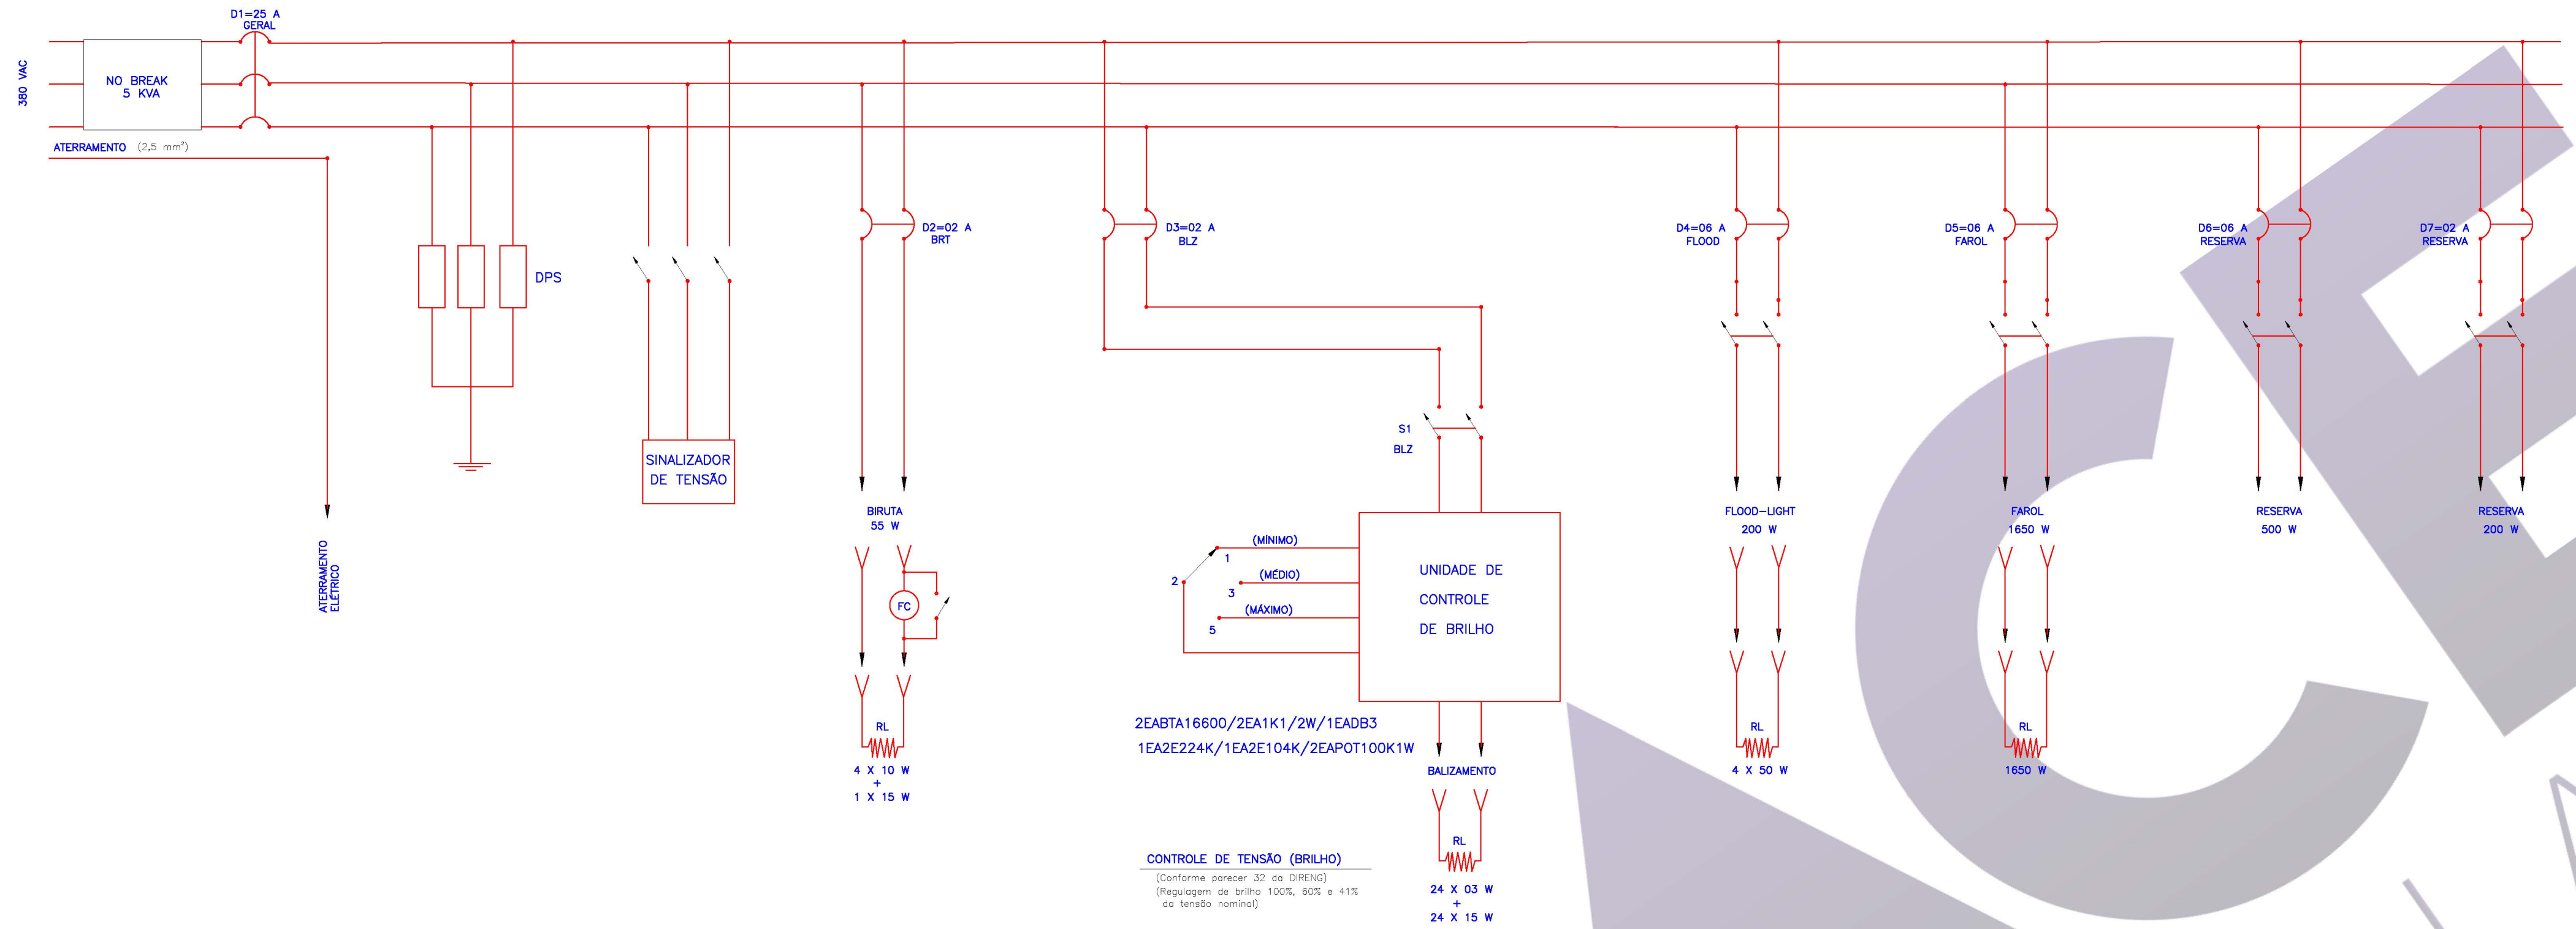 D1=25 A
GERAL
380 VAC
NO BREAK
5 KVA
ATERRAMENTO (2,5 mm²)
ATERRAMENTO
ELÉTRICO
DPS
SINALIZADOR
DE TENSÃO
D2=02 A
BRT
BIRUTA
55 W
FC
RL
4 X 10 W
+
1 X 15 W
D3=02 A
BLZ
S1
BLZ
(MÍNIMO)
1
2
(MÉDIO)
3
(MÁXIMO)
5
UNIDADE DE
CONTROLE
DE BRILHO
2EABTA16600/2EA1K1/2W/1EADB3
1EA2E224K/1EA2E104K/2EAPOT100K1W
BALIZAMENTO
RL
24 X 03 W
+
24 X 15 W
CONTROLE DE TENSÃO (BRILHO)
(Conforme parecer 32 da DIRENG)
(Regulagem de brilho 100%, 60% e 41%
da tensão nominal)
D4=06 A
FLOOD
FLOOD-LIGHT
200 W
RL
4 X 50 W
D5=06 A
FAROL
FAROL
1650 W
RL
1650 W
D6=06 A
RESERVA
RESERVA
500 W
D7=02 A
RESERVA
RESERVA
200 W